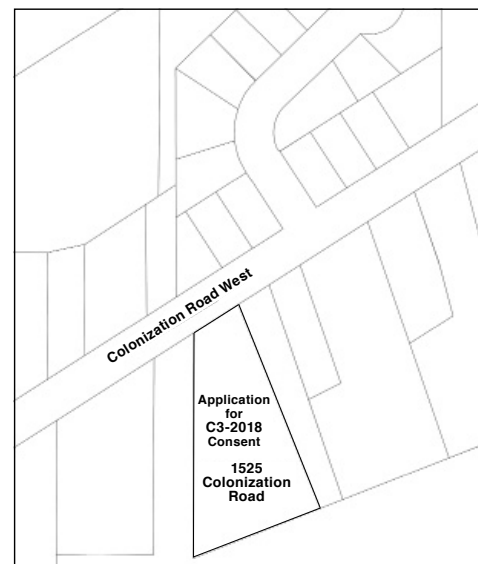 Colonization Road West
Application
for
C3-2018
Consent
1525
Colonization
Road